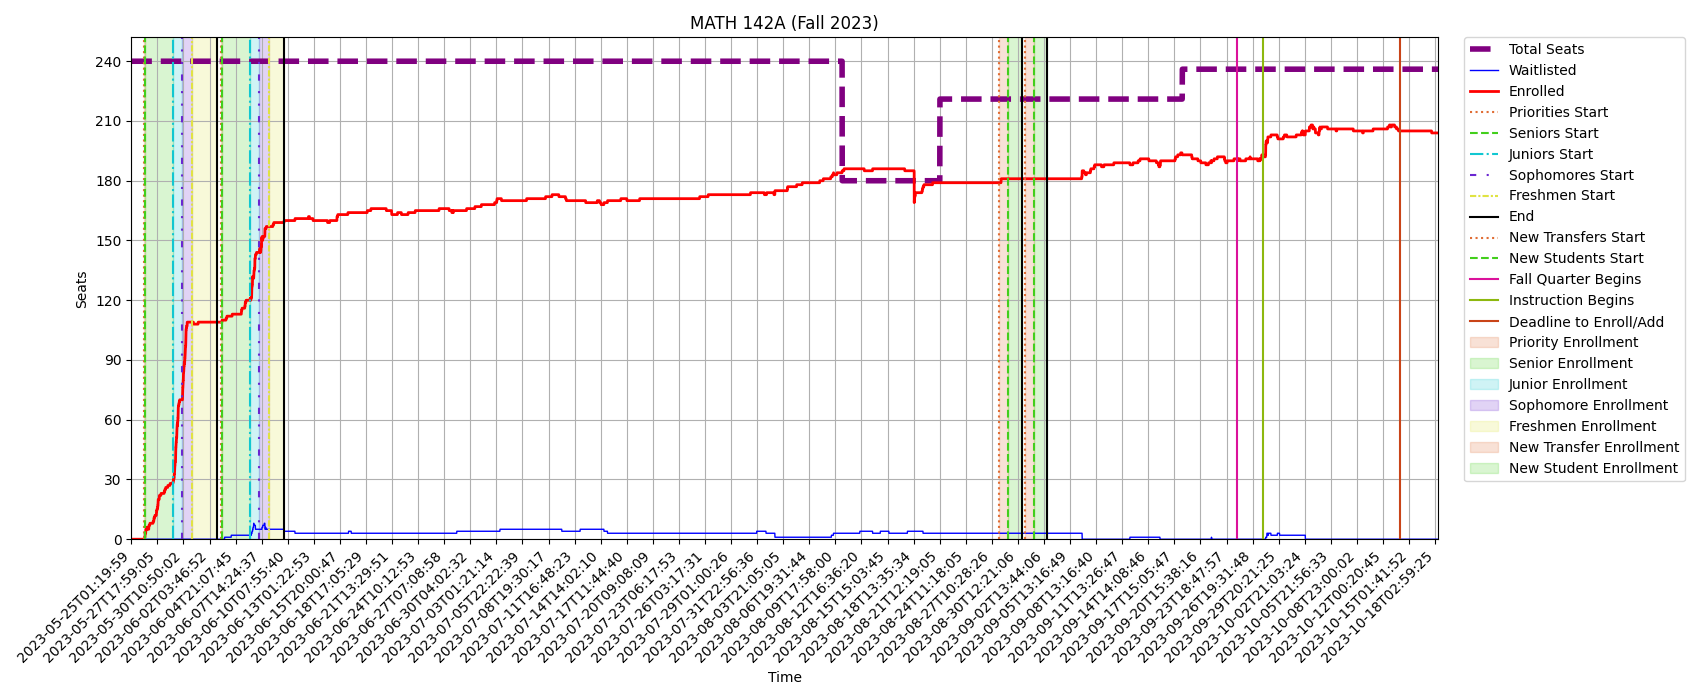 MATH 142A (Fall 2023)
Seats
240
210
180
150
120
90
60
30
0
2023-05-25T01:19:59
2023-05-27T17:59:05
2023-05-30T10:50:02
2023-06-02T03:46:52
2023-06-04T21:07:45
2023-06-07T14:24:37
2023-06-10T07:55:40
2023-06-13T01:22:53
2023-06-15T20:00:47
2023-06-18T17:05:29
2023-06-21T13:29:51
2023-06-24T10:12:53
2023-06-27T07:08:58
2023-06-30T04:02:32
2023-07-03T01:21:14
2023-07-05T22:22:39
2023-07-08T19:30:17
2023-07-11T16:48:23
2023-07-14T14:02:10
2023-07-17T11:44:40
2023-07-20T09:08:09
2023-07-23T06:17:53
2023-07-26T03:17:31
2023-07-29T01:00:26
2023-07-31T22:56:36
2023-08-03T21:05:05
2023-08-06T19:31:44
2023-08-09T17:58:00
2023-08-12T16:36:20
2023-08-15T15:03:45
2023-08-18T13:35:34
2023-08-21T12:19:05
2023-08-24T11:18:05
2023-08-27T10:28:26
2023-08-30T12:21:06
2023-09-02T13:44:06
2023-09-05T13:16:49
2023-09-08T13:16:40
2023-09-11T13:26:47
2023-09-14T14:08:46
2023-09-17T15:05:47
2023-09-20T15:38:16
2023-09-23T18:47:57
2023-09-26T19:31:48
2023-09-29T20:21:25
2023-10-02T21:03:24
2023-10-05T21:56:33
2023-10-08T23:00:02
2023-10-12T00:20:45
2023-10-15T01:41:52
2023-10-18T02:59:25
Time
Total Seats
Waitlisted
Enrolled
Priorities Start
Seniors Start
Juniors Start
Sophomores Start
Freshmen Start
End
New Transfers Start
New Students Start
Fall Quarter Begins
Instruction Begins
Deadline to Enroll/Add
Priority Enrollment
Senior Enrollment
Junior Enrollment
Sophomore Enrollment
Freshmen Enrollment
New Transfer Enrollment
New Student Enrollment